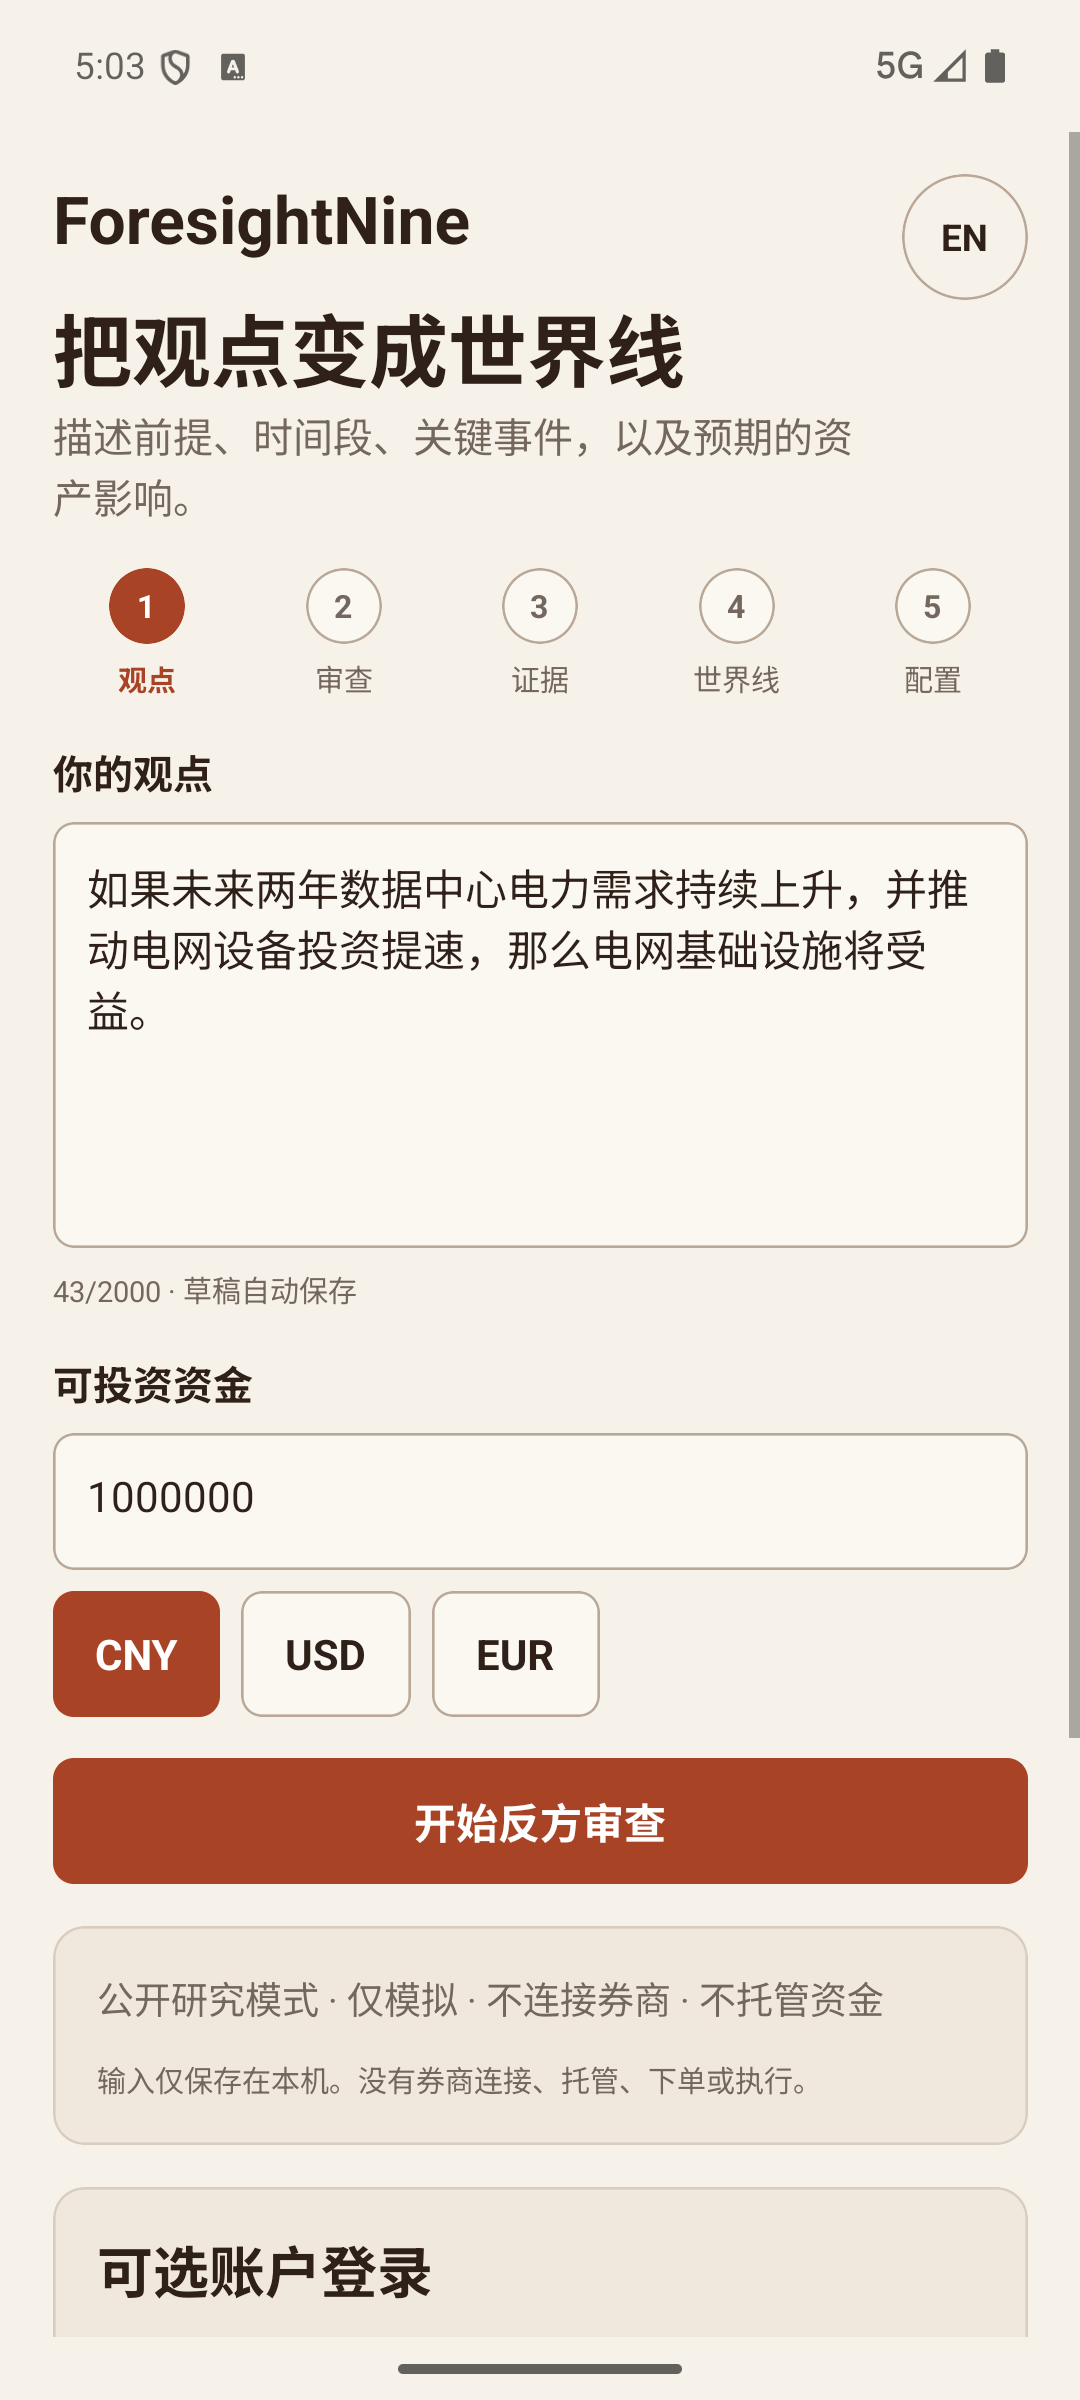 5:03
5G
ForesightNine
EN
把观点变成世界线
描述前提、时间段、关键事件，以及预期的资
产影响。
1
2
3
4
5
观点
审查
证据
世界线
配置
你的观点
如果未来两年数据中心电力需求持续上升，并推
动电网设备投资提速，那么电网基础设施将受
益。
43/2000 · 草稿自动保存
可投资资金
1000000
CNY
USD
EUR
开始反方审查
公开研究模式 · 仅模拟 · 不连接券商 · 不托管资金
输入仅保存在本机。没有券商连接、托管、下单或执行。
可选账户登录